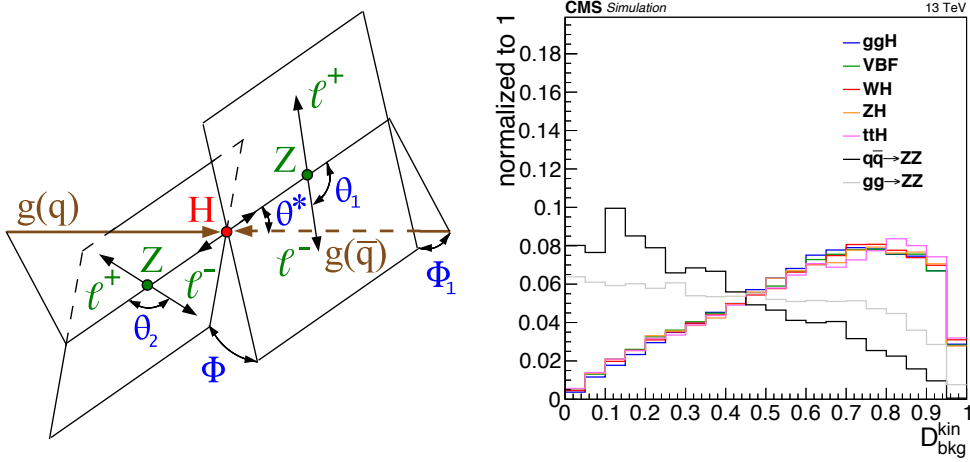 ℓ⁺
Z
θ₁
H
θ*
g(q)
g(q̄)
ℓ⁻
Z
ℓ⁺
ℓ⁻
Φ₁
θ₂
Φ
CMS Simulation 13 TeV
normalized to 1
0.18
0.16
0.14
0.12
0.1
0.08
0.06
0.04
0.02
0
ggH
VBF
WH
ZH
ttH
qq̄→ZZ
gg→ZZ
0 0.1 0.2 0.3 0.4 0.5 0.6 0.7 0.8 0.9 1
D^kin_bkg